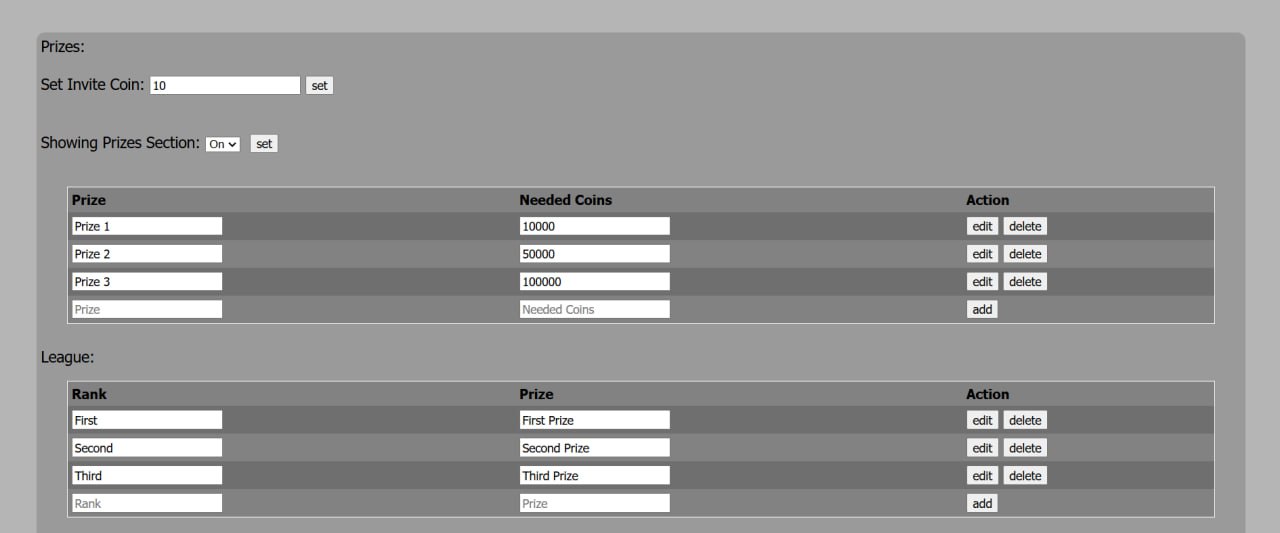 Prizes:
Set Invite Coin: 10 set
Showing Prizes Section: On set
Prize Needed Coins Action
Prize 1 10000 edit delete
Prize 2 50000 edit delete
Prize 3 100000 edit delete
Prize Needed Coins add
League:
Rank Prize Action
First First Prize edit delete
Second Second Prize edit delete
Third Third Prize edit delete
Rank Prize add